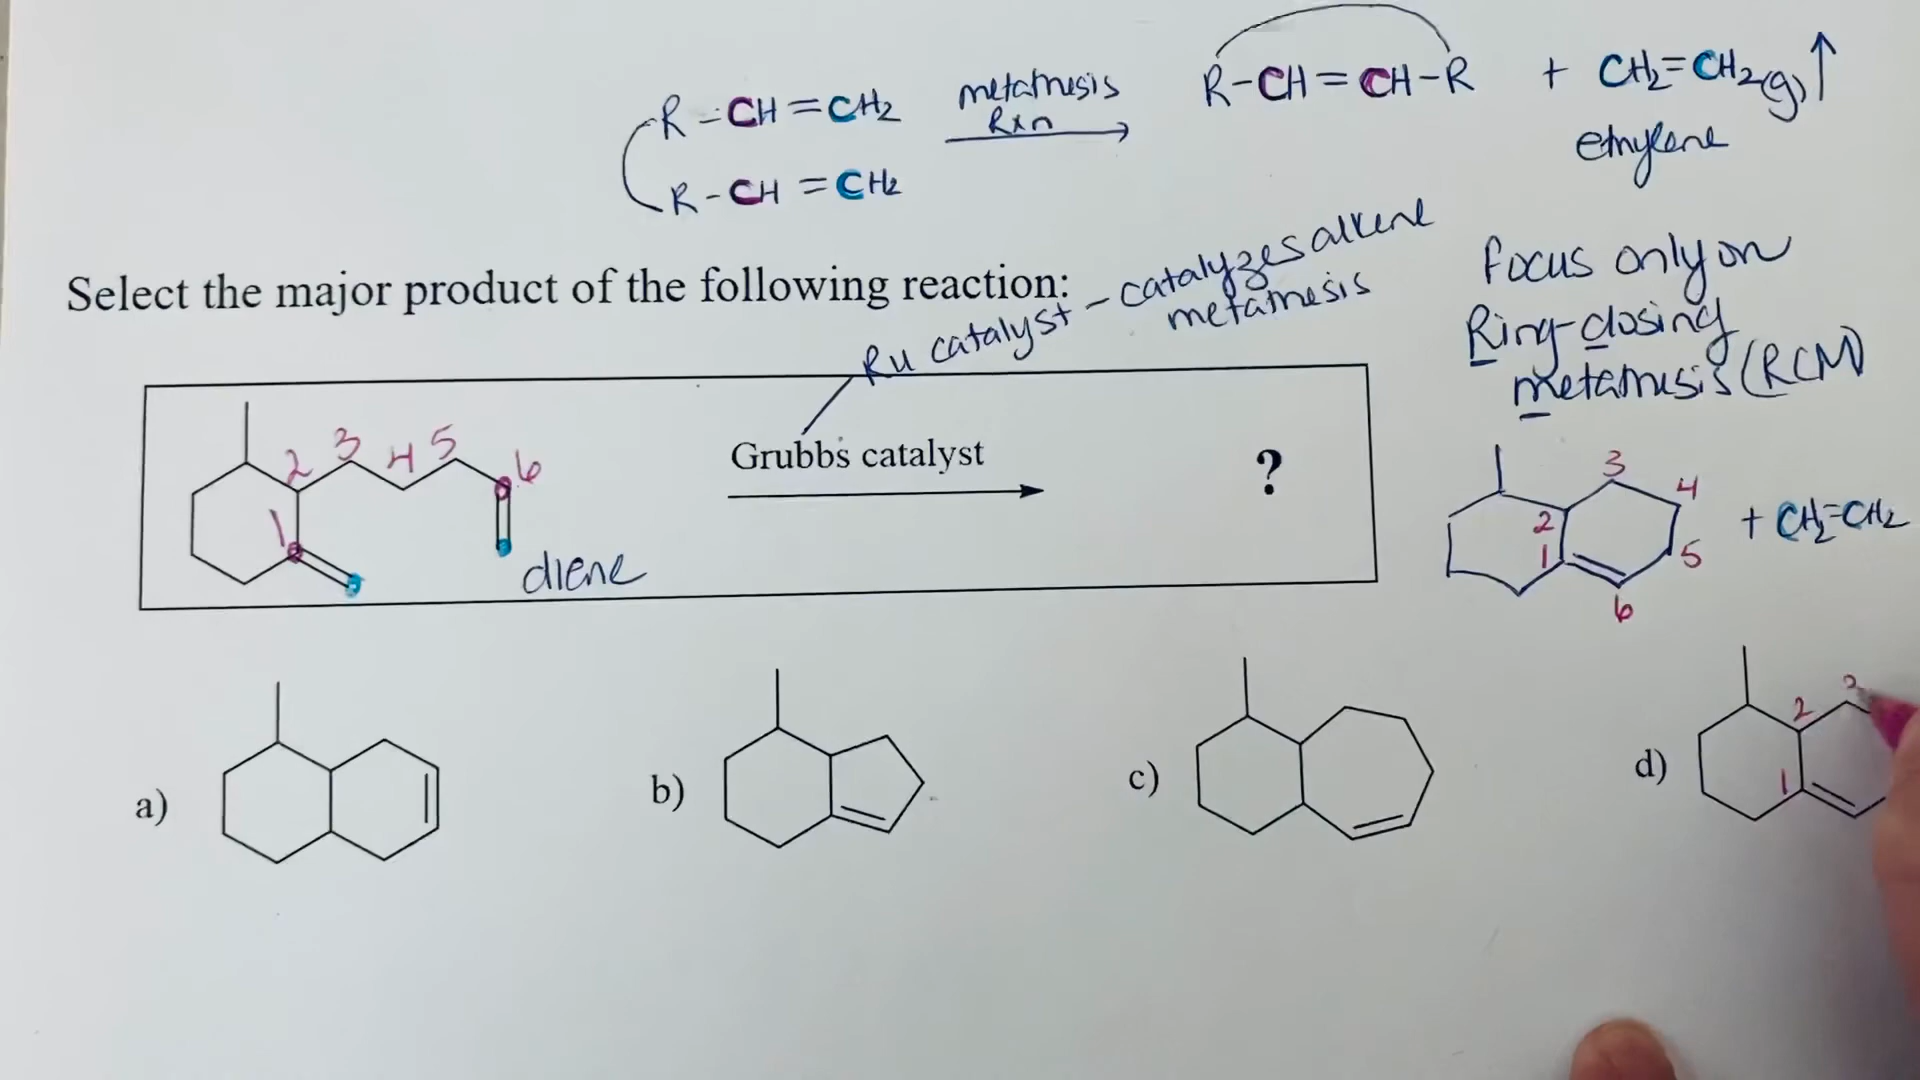 R-CH=CH2 metathesis Rxn R-CH=CH-R + CH2=CH2(g)↑
R-CH=CH2 ethylene
Select the major product of the following reaction:
Ru catalyst - catalyzes alkene
metathesis
focus only on
Ring-closing
metathesis (RCM)
2 3 4 5 6
1
diene
Grubbs catalyst
?
3
4
2
1
5
6
+ CH2=CH2
a)
b)
c)
d)
2
1